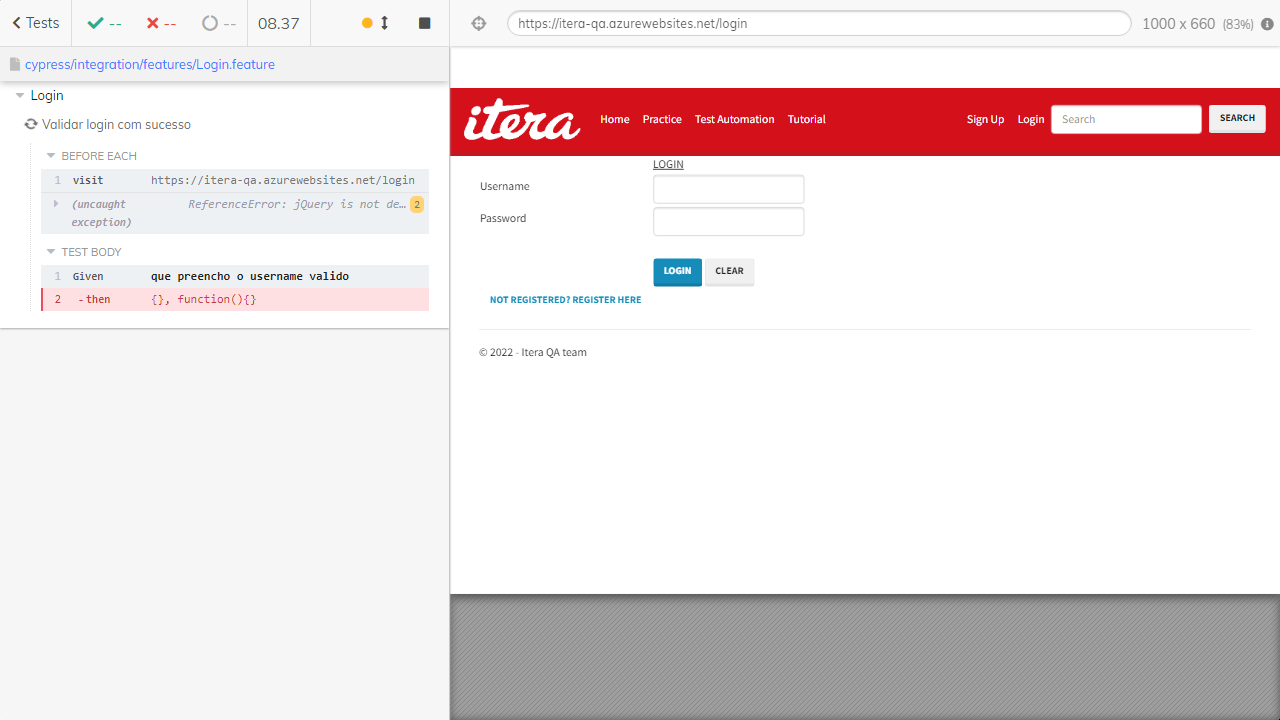 Tests
--
--
--
08.37
https://itera-qa.azurewebsites.net/login
1000 x 660 (83%)
cypress/integration/features/Login.feature
Login
Validar login com sucesso
BEFORE EACH
1 visit https://itera-qa.azurewebsites.net/login
(uncaught exception) ReferenceError: jQuery is not de… 2
TEST BODY
1 Given que preencho o username valido
2 -then {}, function(){}
itera
Home Practice Test Automation Tutorial
Sign Up Login Search SEARCH
LOGIN
Username
Password
LOGIN CLEAR
NOT REGISTERED? REGISTER HERE
© 2022 - Itera QA team